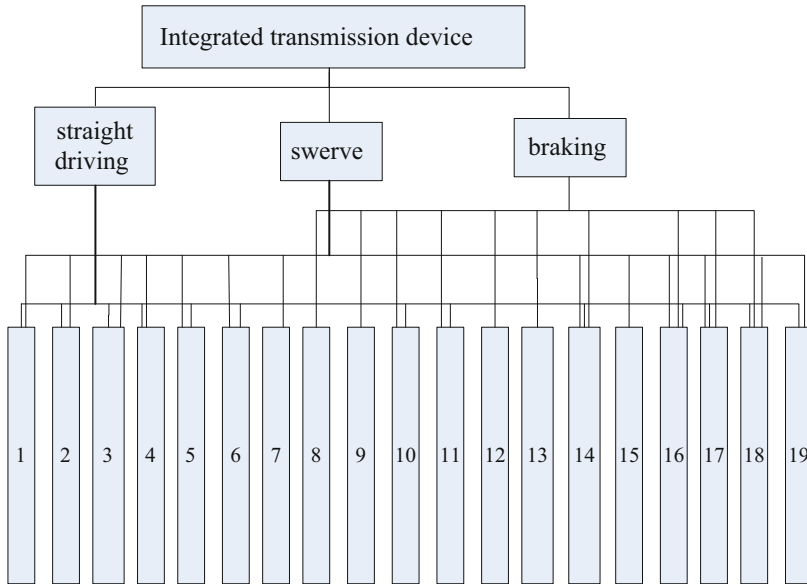 Integrated transmission device
straight
driving
swerve
braking
1 2 3 4 5 6 7 8 9 10 11 12 13 14 15 16 17 18 19